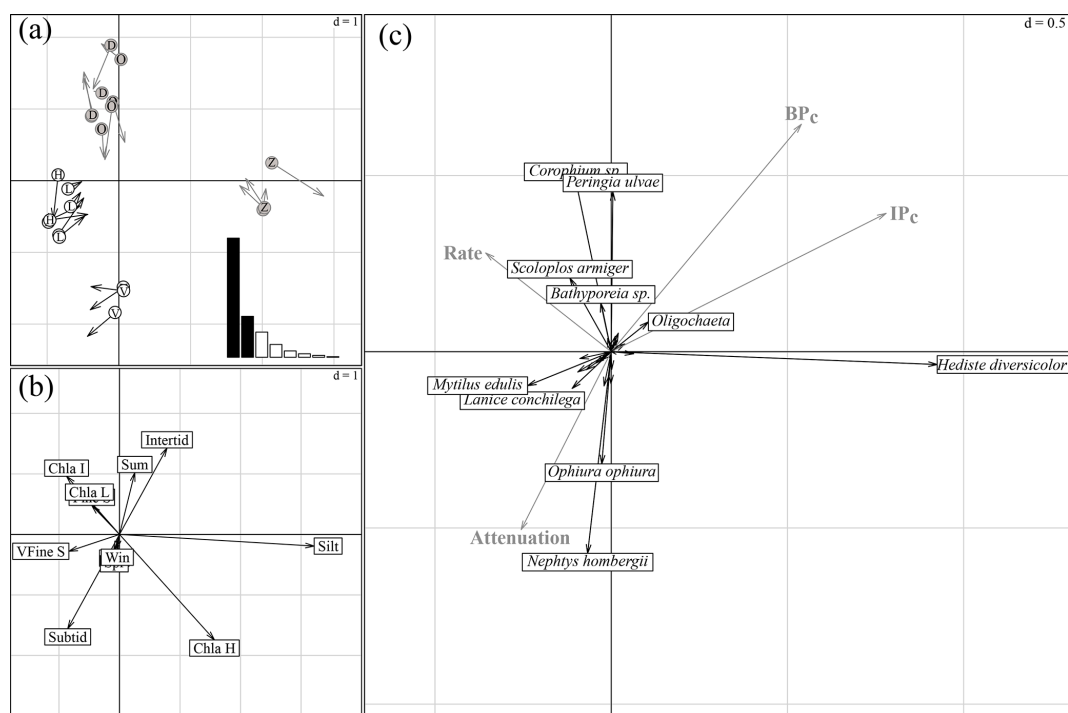 (a)
d = 1
D
O
D
D
O
O
Z
H
L
L
H
L
Z
V
V
(b)
d = 1
Intertid
Chla I
Sum
Chla L
VFine S
Win
Silt
Subtid
Chla H
(c)
d = 0.5
BPc
Corophium sp.
Peringia ulvae
IPc
Rate
Scoloplos armiger
Bathyporeia sp.
Oligochaeta
Hediste diversicolor
Mytilus edulis
Lanice conchilega
Ophiura ophiura
Attenuation
Nephtys hombergii